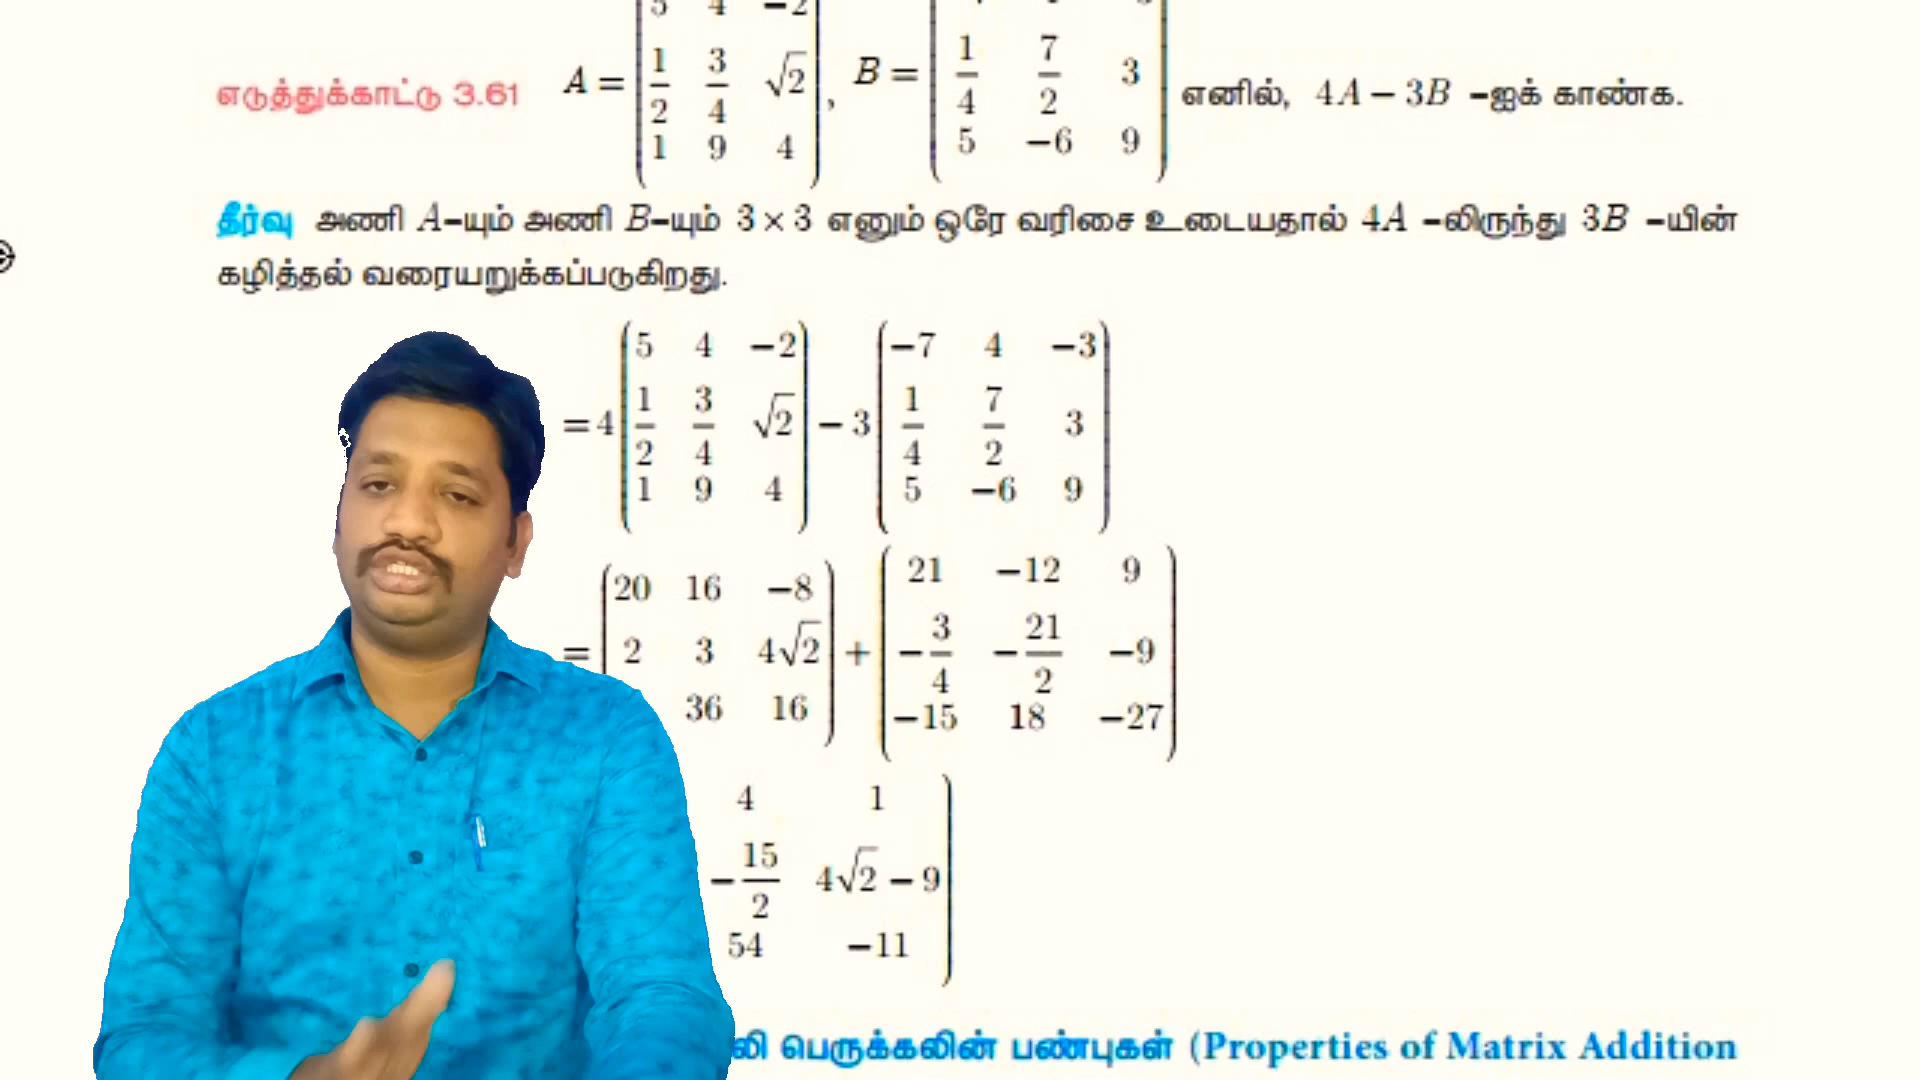 5 4 −2
எடுத்துக்காட்டு 3.61 A = 1/2 3/4 √2 , B = 1/4 7/2 3 எனில், 4A − 3B −ஐக் காண்க.
1 9 4 5 −6 9
தீர்வு அணி A−யும் அணி B−யும் 3 × 3 எனும் ஒரே வரிசை உடையதால் 4A −லிருந்து 3B −யின்
கழித்தல் வரையறுக்கப்படுகிறது.
5 4 −2 −7 4 −3
= 4 1/2 3/4 √2 − 3 1/4 7/2 3
1 9 4 5 −6 9
20 16 −8 21 −12 9
= 2 3 4√2 + −3/4 −21/2 −9
36 16 −15 18 −27
4 1
−15/2 4√2 − 9
54 −11
பெருக்கலின் பண்புகள் (Properties of Matrix Addition